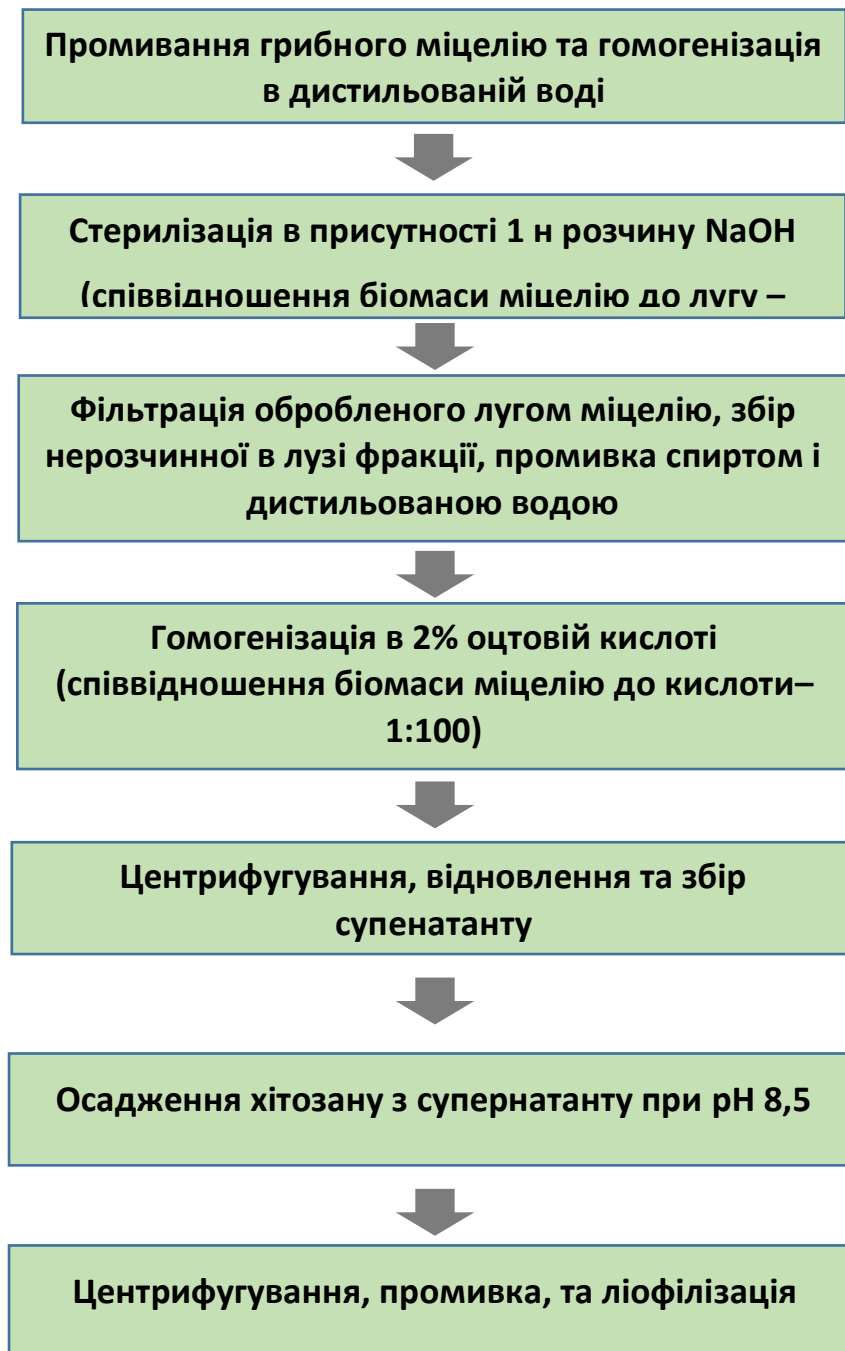 Промивання грибного міцелію та гомогенізація
в дистильованій воді
Стерилізація в присутності 1 н розчину NaOH
(співвідношення біомаси міцелію до лугу –
Фільтрація обробленого лугом міцелію, збір
нерозчинної в лузі фракції, промивка спиртом і
дистильованою водою
Гомогенізація в 2% оцтовій кислоті
(співвідношення біомаси міцелію до кислоти–
1:100)
Центрифугування, відновлення та збір
супенатанту
Осадження хітозану з супернатанту при рН 8,5
Центрифугування, промивка, та ліофілізація